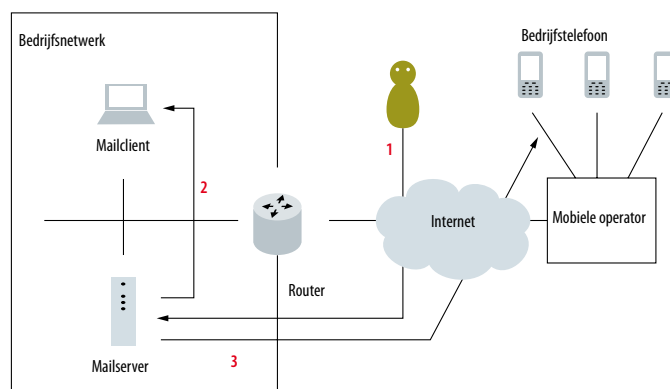 Bedrijfsnetwerk
Bedrijfstelefoon
Mailclient
1
2
Internet
Mobiele operator
Router
Mailserver
3